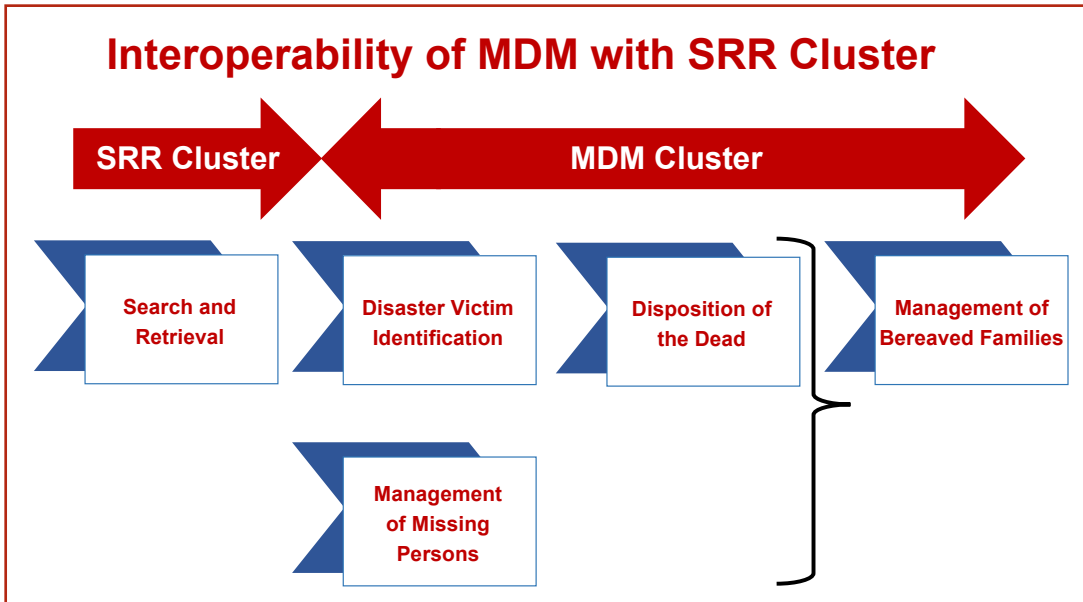 Interoperability of MDM with SRR Cluster
SRR Cluster
MDM Cluster
Search and
Retrieval
Disaster Victim
Identification
Disposition of
the Dead
Management of
Bereaved Families
Management
of Missing
Persons